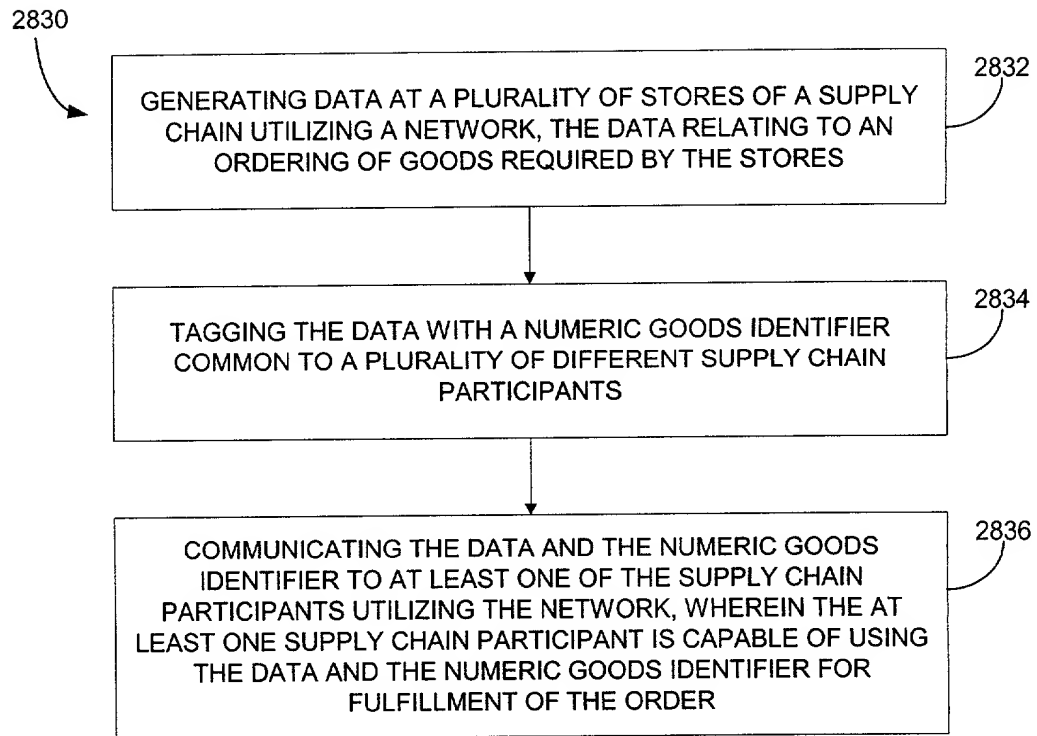 2830
2832
GENERATING DATA AT A PLURALITY OF STORES OF A SUPPLY
CHAIN UTILIZING A NETWORK, THE DATA RELATING TO AN
ORDERING OF GOODS REQUIRED BY THE STORES
2834
TAGGING THE DATA WITH A NUMERIC GOODS IDENTIFIER
COMMON TO A PLURALITY OF DIFFERENT SUPPLY CHAIN
PARTICIPANTS
2836
COMMUNICATING THE DATA AND THE NUMERIC GOODS
IDENTIFIER TO AT LEAST ONE OF THE SUPPLY CHAIN
PARTICIPANTS UTILIZING THE NETWORK, WHEREIN THE AT
LEAST ONE SUPPLY CHAIN PARTICIPANT IS CAPABLE OF USING
THE DATA AND THE NUMERIC GOODS IDENTIFIER FOR
FULFILLMENT OF THE ORDER